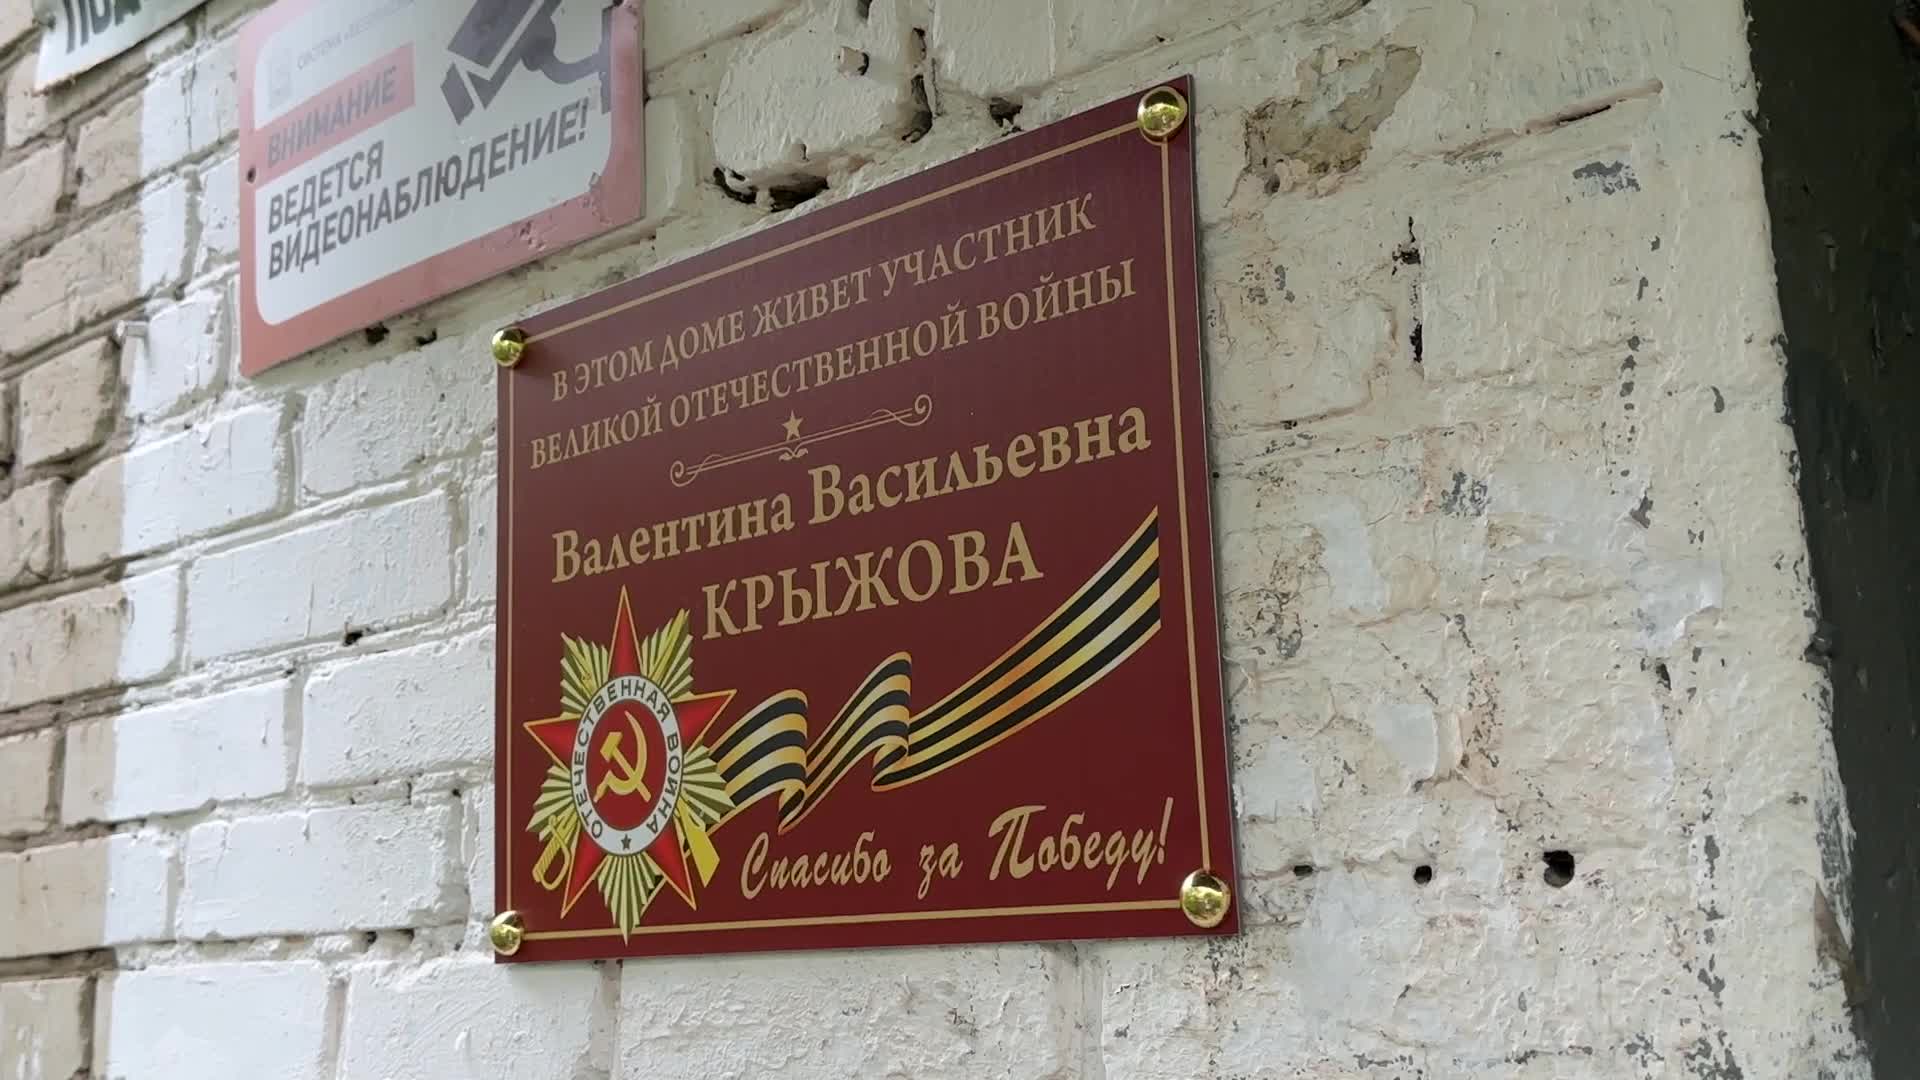 ВНИМАНИЕ
ВЕДЕТСЯ
ВИДЕОНАБЛЮДЕНИЕ!
В ЭТОМ ДОМЕ ЖИВЕТ УЧАСТНИК
ВЕЛИКОЙ ОТЕЧЕСТВЕННОЙ ВОЙНЫ
Валентина Васильевна
КРЫЖОВА
ОТЕЧЕСТВЕННАЯ ВОЙНА
Спасибо за Победу!